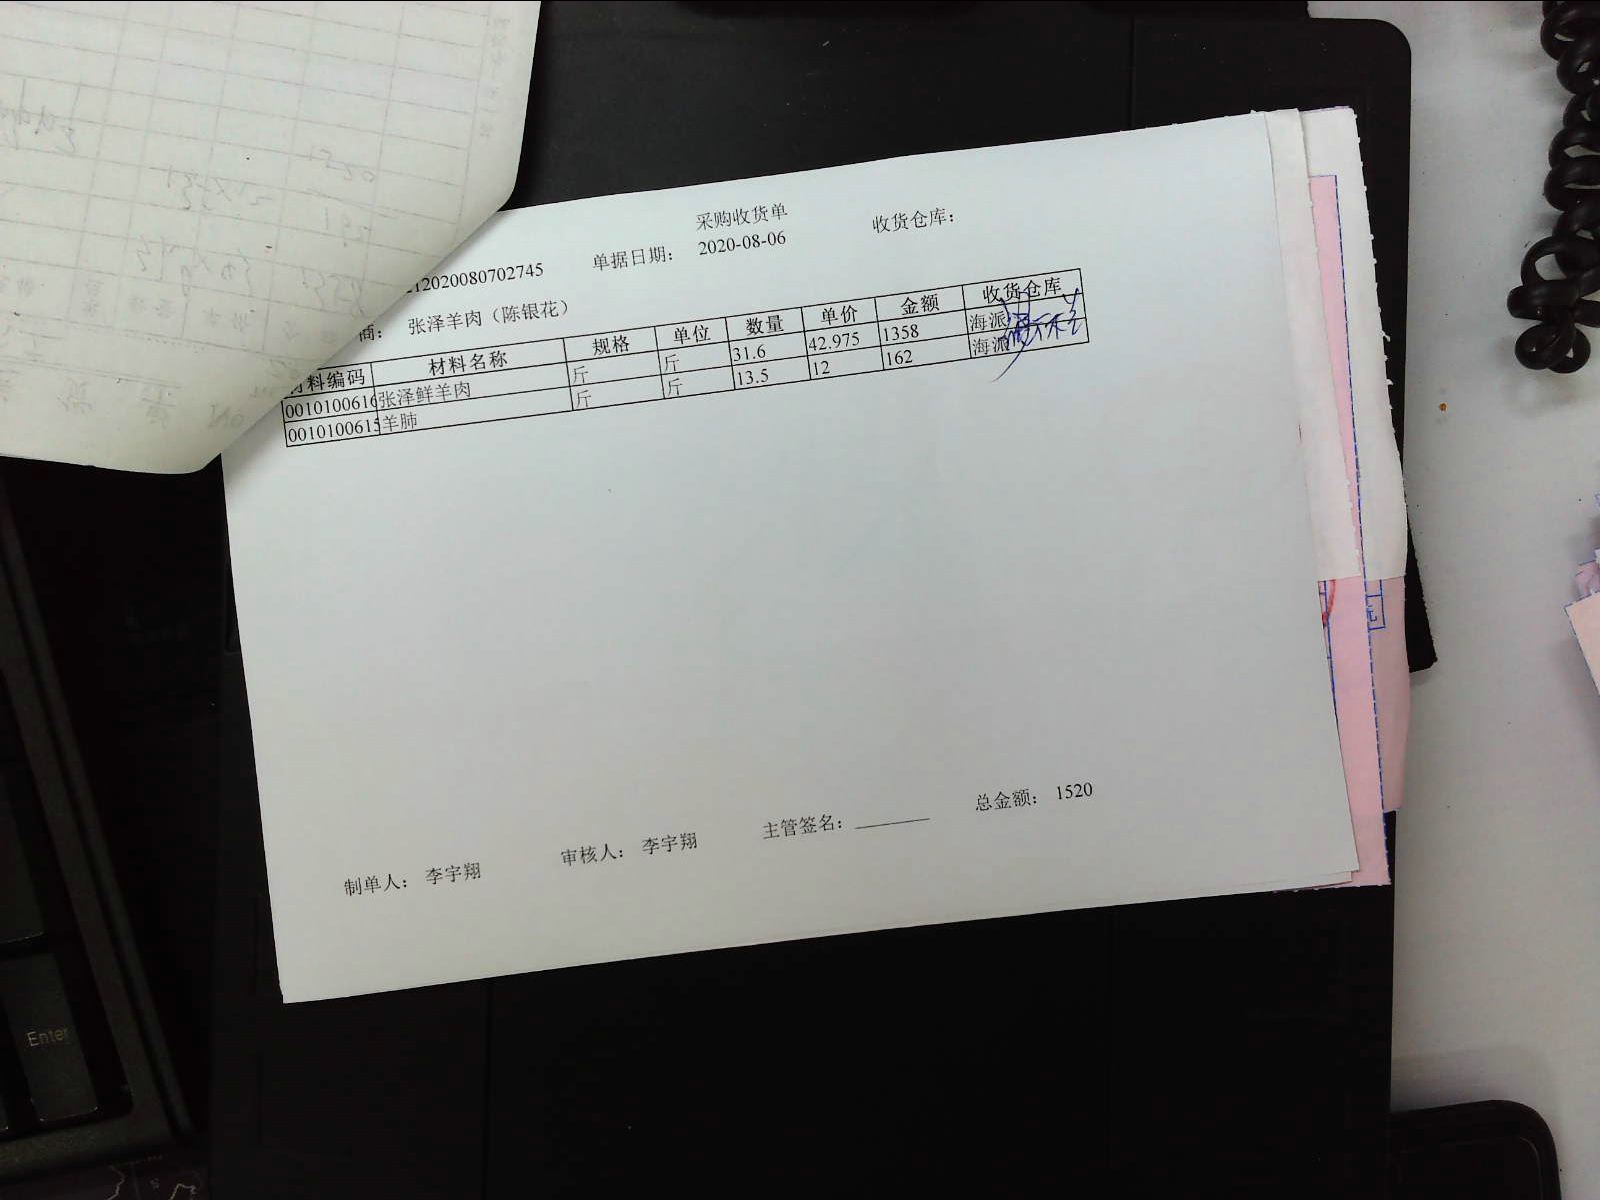 采购收货单
12020080702745 单据日期: 2020-08-06 收货仓库:
商: 张泽羊肉（陈银花）
材料编码 材料名称 规格 单位 数量 单价 金额 收货仓库
0010100616 张泽鲜羊肉 斤 斤 31.6 42.975 1358 海派
0010100615 羊肺 斤 斤 13.5 12 162 海派
制单人: 李宇翔 审核人: 李宇翔 主管签名: 总金额: 1520
Enter